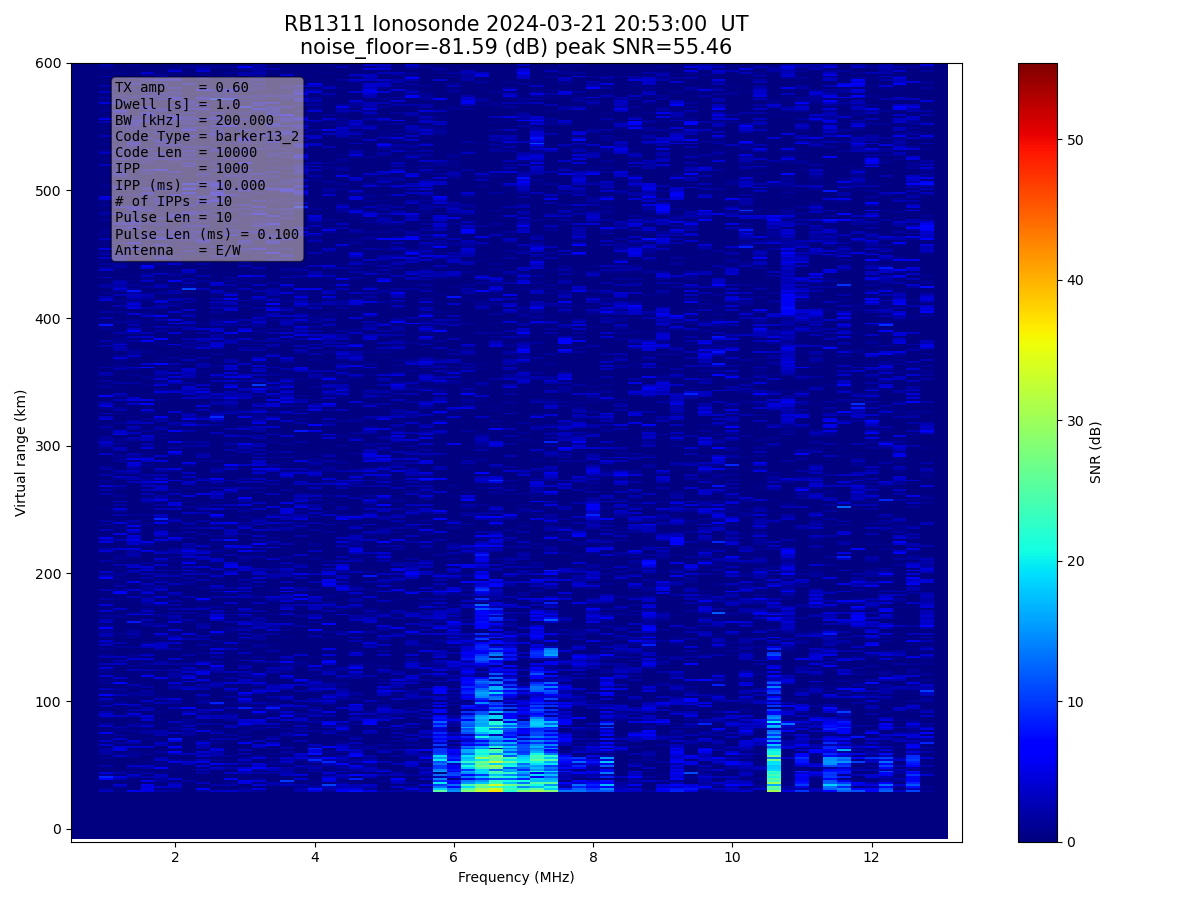 RB1311 Ionosonde 2024-03-21 20:53:00  UT
noise_floor=-81.59 (dB) peak SNR=55.46
TX amp    = 0.60
Dwell [s] = 1.0
BW [kHz]  = 200.000
Code Type = barker13_2
Code Len  = 10000
IPP       = 1000
IPP (ms)  = 10.000
# of IPPs = 10
Pulse Len = 10
Pulse Len (ms) = 0.100
Antenna   = E/W
Virtual range (km)
600
500
400
300
200
100
0
2 4 6 8 10 12
Frequency (MHz)
50
40
30
20
10
0
SNR (dB)